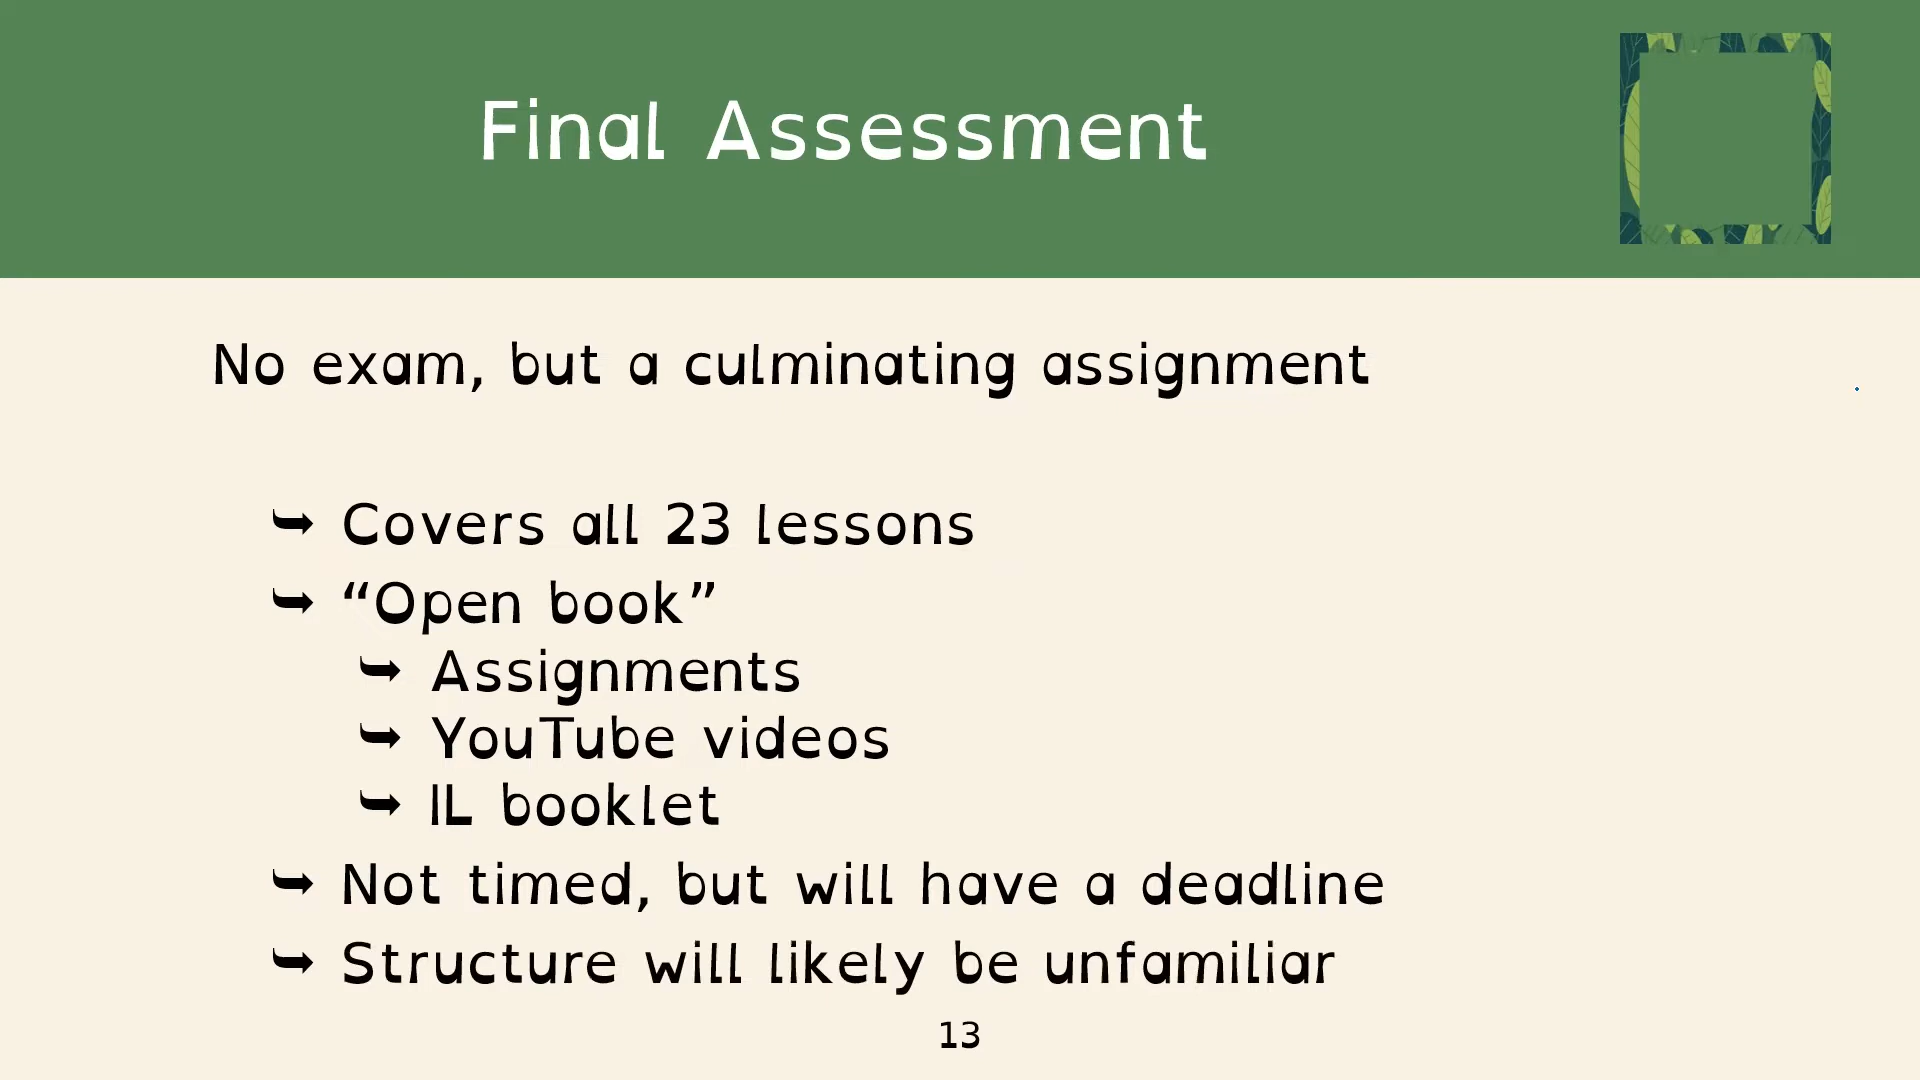 Final Assessment
No exam, but a culminating assignment
➥ Covers all 23 lessons
➥ “Open book”
➥ Assignments
➥ YouTube videos
➥ IL booklet
➥ Not timed, but will have a deadline
➥ Structure will likely be unfamiliar
13